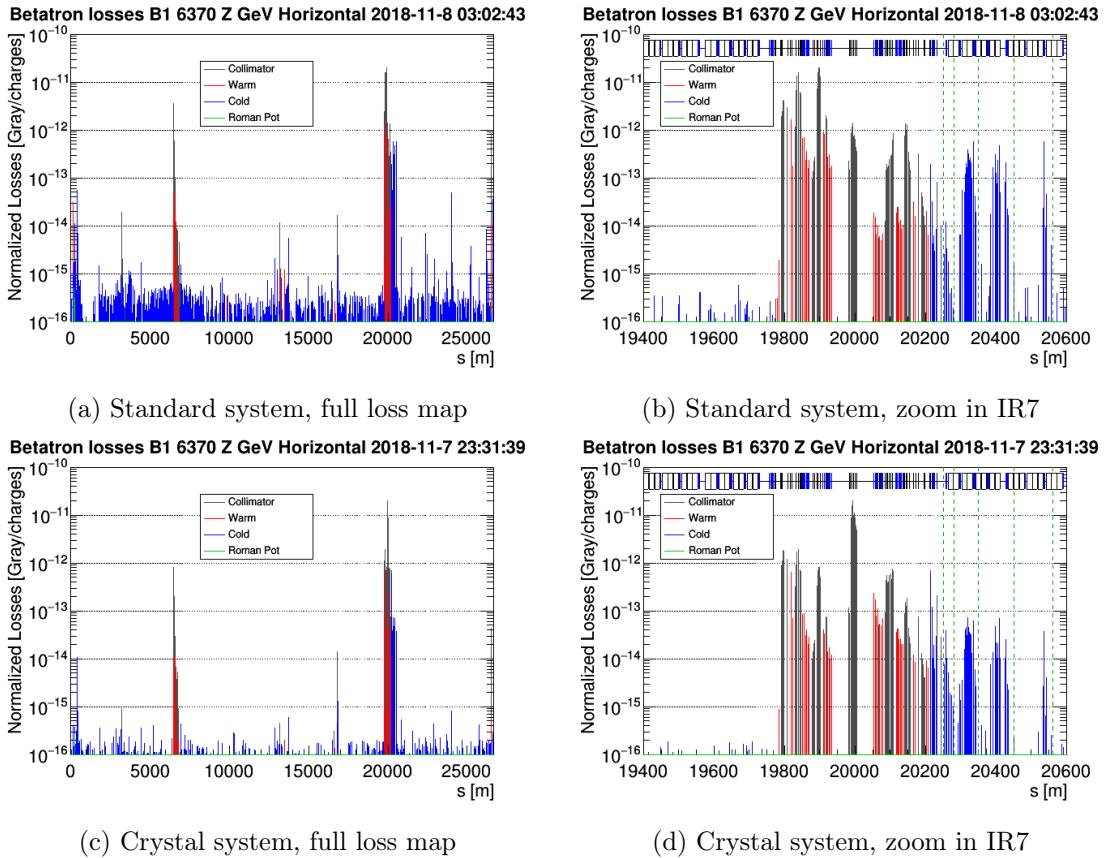 Betatron losses B1 6370 Z GeV Horizontal 2018-11-8 03:02:43
Normalized Losses [Gray/charges]
10⁻¹⁰
10⁻¹¹
10⁻¹²
10⁻¹³
10⁻¹⁴
10⁻¹⁵
10⁻¹⁶
Collimator
Warm
Cold
Roman Pot
0 5000 10000 15000 20000 25000
s [m]
(a) Standard system, full loss map
Betatron losses B1 6370 Z GeV Horizontal 2018-11-8 03:02:43
Normalized Losses [Gray/charges]
10⁻¹⁰
10⁻¹¹
10⁻¹²
10⁻¹³
10⁻¹⁴
10⁻¹⁵
10⁻¹⁶
Collimator
Warm
Cold
Roman Pot
19400 19600 19800 20000 20200 20400 20600
s [m]
(b) Standard system, zoom in IR7
Betatron losses B1 6370 Z GeV Horizontal 2018-11-7 23:31:39
Normalized Losses [Gray/charges]
10⁻¹⁰
10⁻¹¹
10⁻¹²
10⁻¹³
10⁻¹⁴
10⁻¹⁵
10⁻¹⁶
Collimator
Warm
Cold
Roman Pot
0 5000 10000 15000 20000 25000
s [m]
(c) Crystal system, full loss map
Betatron losses B1 6370 Z GeV Horizontal 2018-11-7 23:31:39
Normalized Losses [Gray/charges]
10⁻¹⁰
10⁻¹¹
10⁻¹²
10⁻¹³
10⁻¹⁴
10⁻¹⁵
10⁻¹⁶
Collimator
Warm
Cold
Roman Pot
19400 19600 19800 20000 20200 20400 20600
s [m]
(d) Crystal system, zoom in IR7